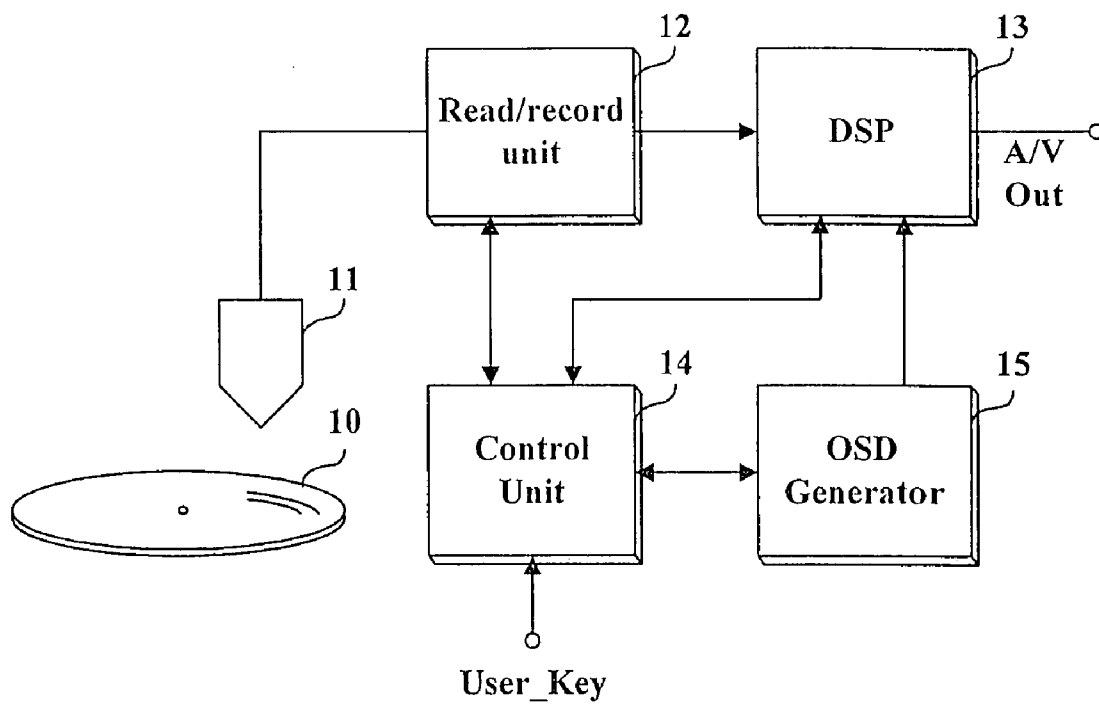 12
13
Read/record
unit
DSP
A/V
Out
11
14
15
10
Control
Unit
OSD
Generator
User_Key